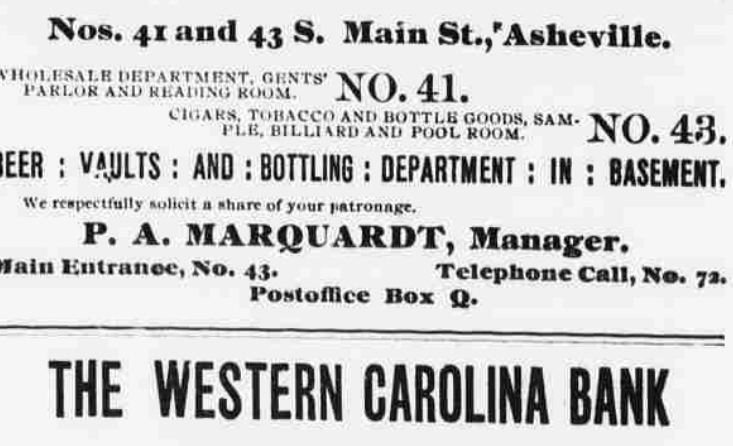 Nos. 41 and 43 S. Main St., Asheville.
WHOLESALE DEPARTMENT, GENTS'
PARLOR AND READING ROOM. NO. 41.
CIGARS, TOBACCO AND BOTTLE GOODS, SAM-
PLE, BILLIARD AND POOL ROOM. NO. 43.
BEER : VAULTS : AND : BOTTLING : DEPARTMENT : IN : BASEMENT.
We respectfully solicit a share of your patronage.
P. A. MARQUARDT, Manager.
Main Entrance, No. 43. Telephone Call, No. 72.
Postoffice Box Q.
THE WESTERN CAROLINA BANK